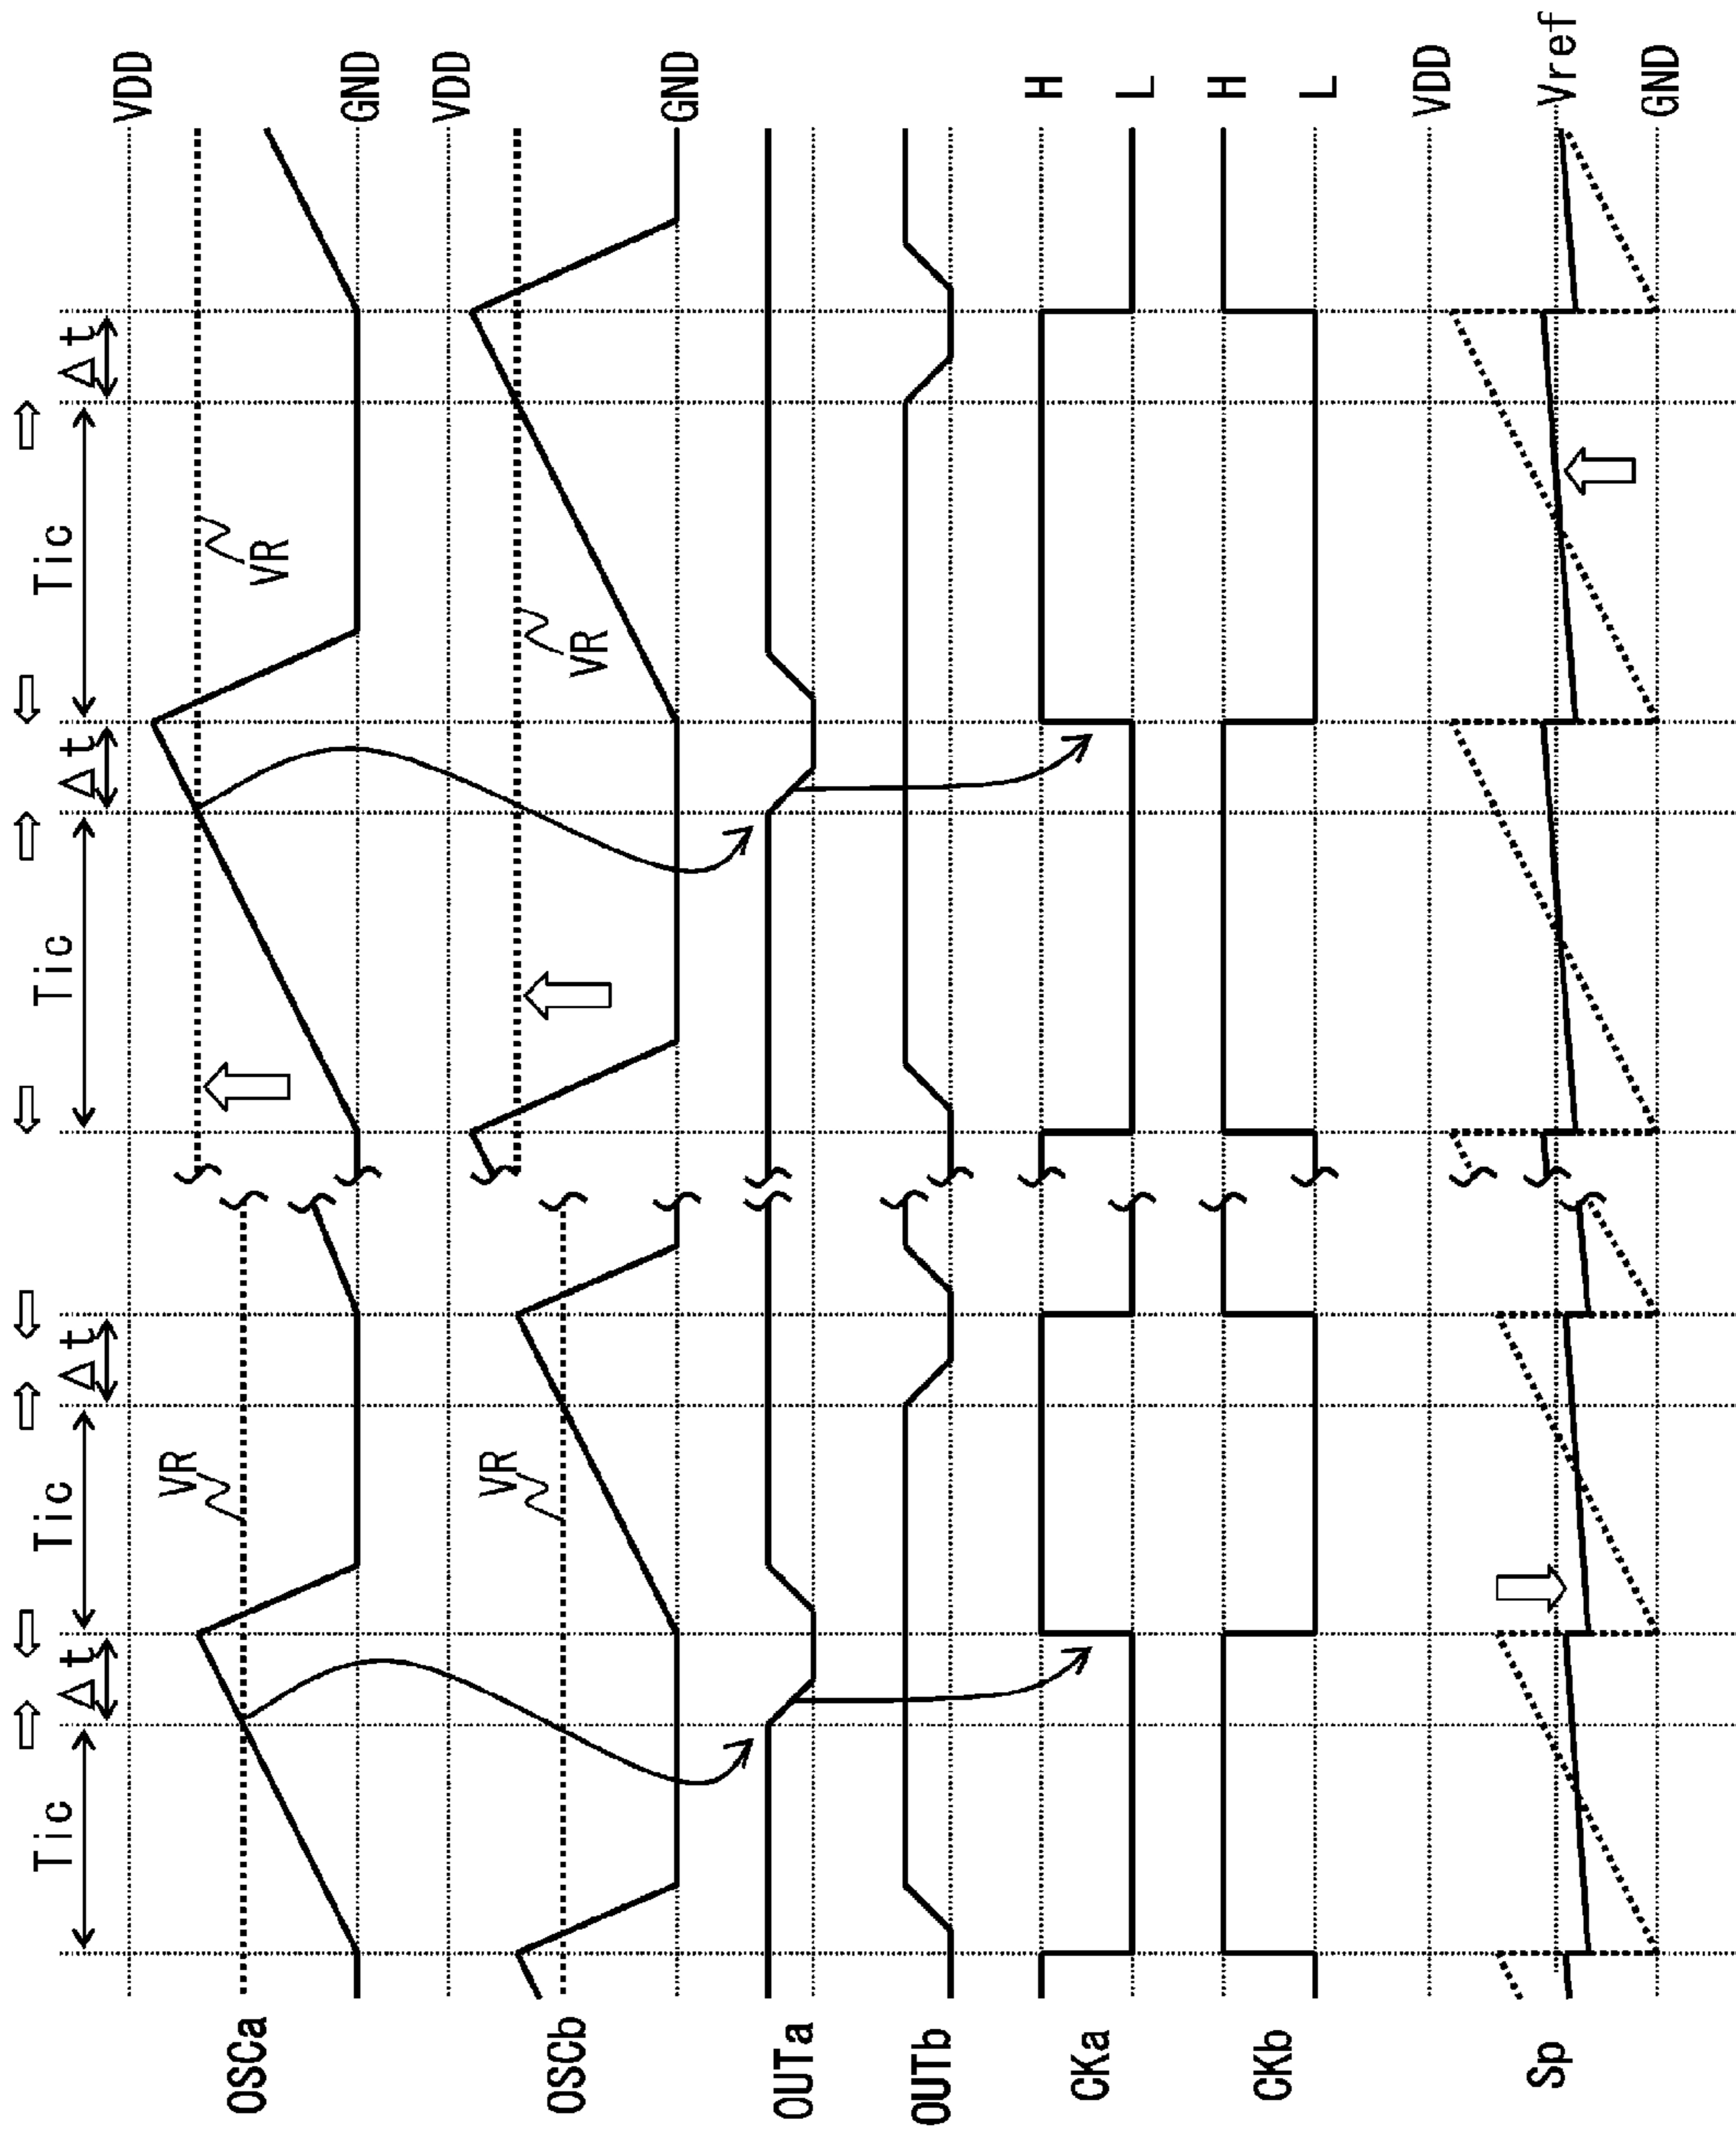 Tic Δt Tic Δt Tic Δt Tic Δt
VDD
VR
OSCa
VR
GND
VDD
VR
OSCb
VR
GND
OUTa
OUTb
H
CKa
L
H
CKb
L
VDD
Sp
Vref
GND